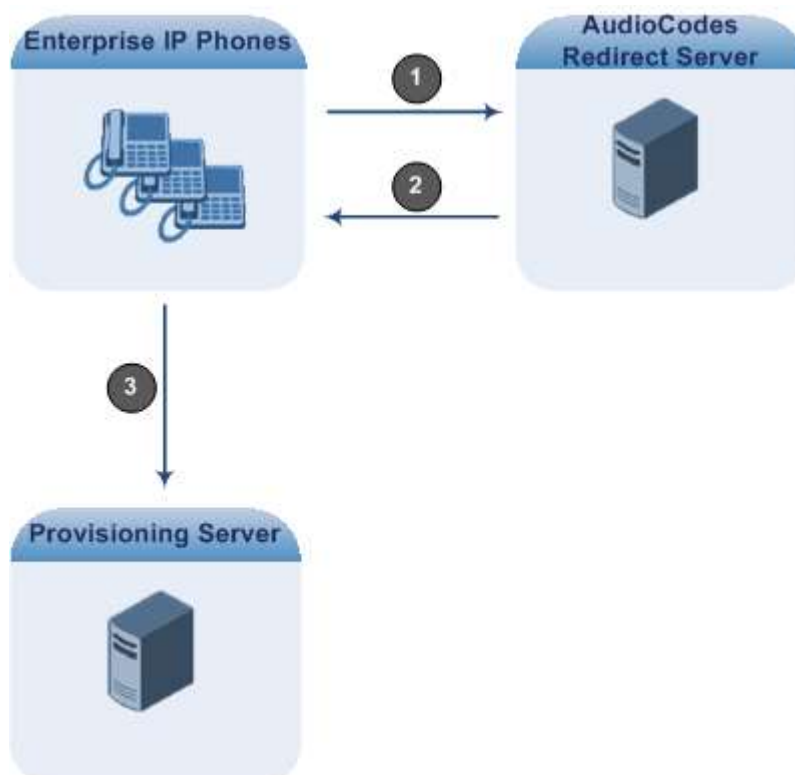 Enterprise IP Phones
AudioCodes
Redirect Server
1
2
3
Provisioning Server